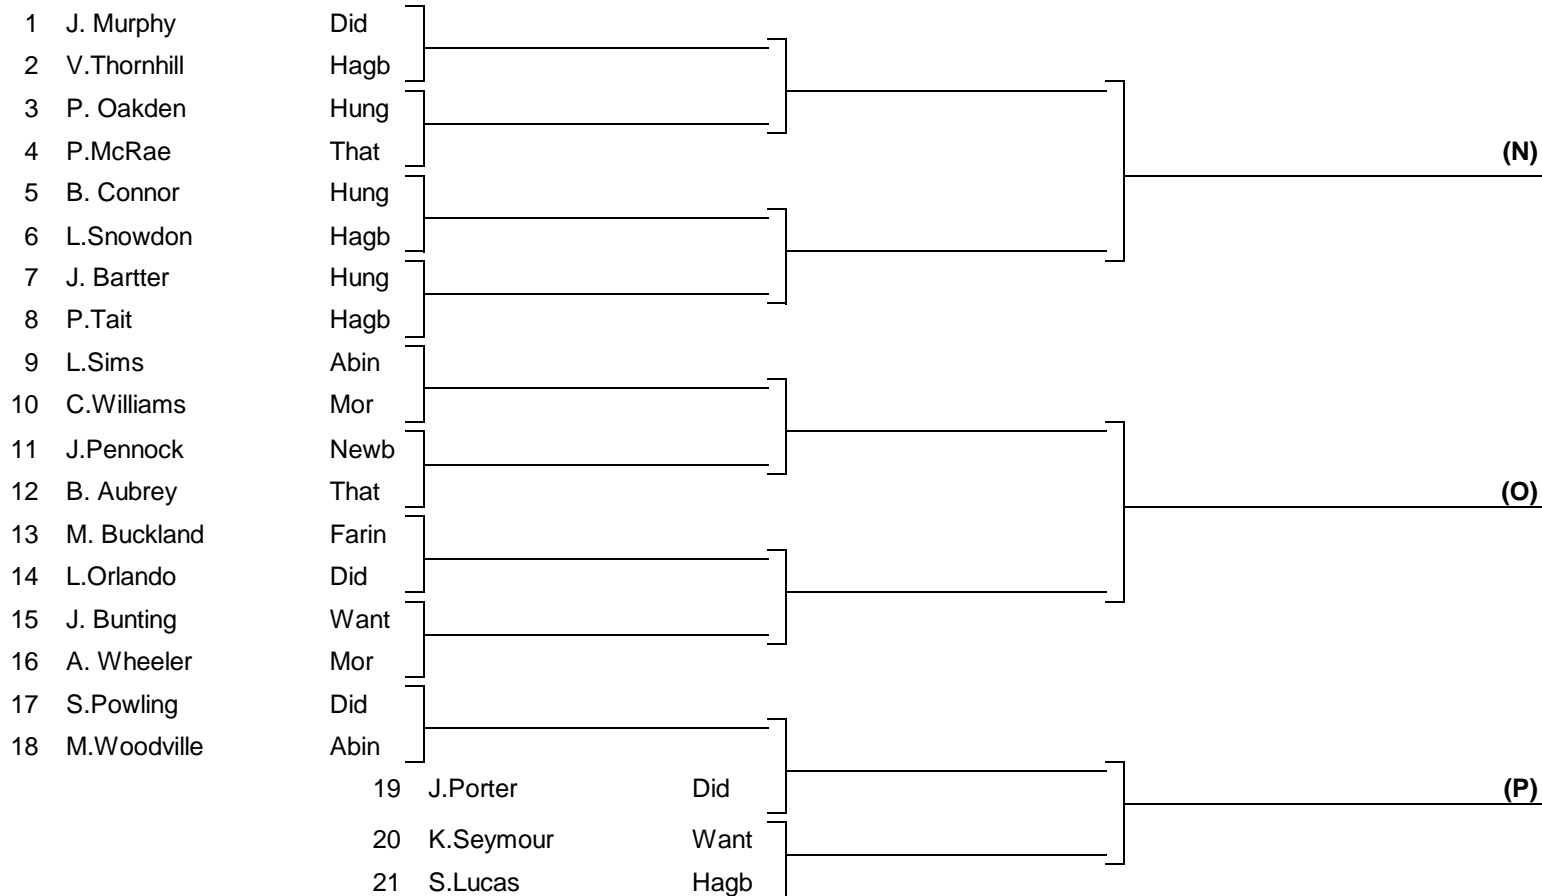 1 J. Murphy Did
2 V.Thornhill Hagb
3 P. Oakden Hung
4 P.McRae That (N)
5 B. Connor Hung
6 L.Snowdon Hagb
7 J. Bartter Hung
8 P.Tait Hagb
9 L.Sims Abin
10 C.Williams Mor
11 J.Pennock Newb
12 B. Aubrey That (O)
13 M. Buckland Farin
14 L.Orlando Did
15 J. Bunting Want
16 A. Wheeler Mor
17 S.Powling Did
18 M.Woodville Abin
19 J.Porter Did (P)
20 K.Seymour Want
21 S.Lucas Hagb